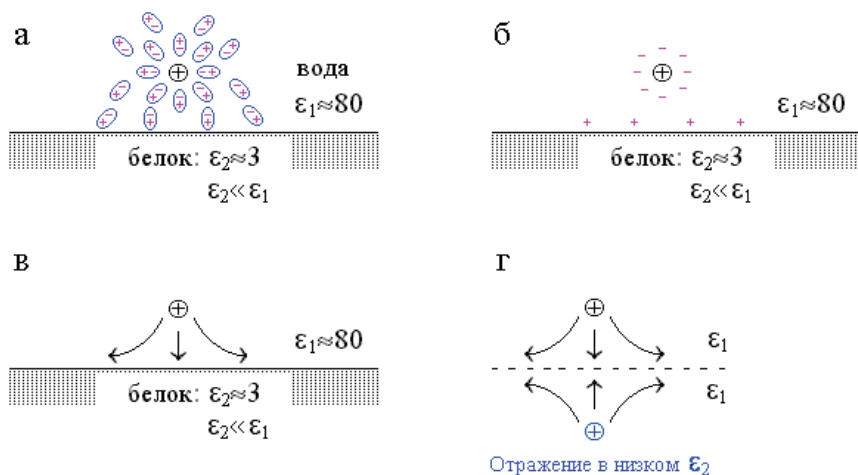 а
вода
ε₁≈80
белок: ε₂≈3
ε₂«ε₁
б
ε₁≈80
белок: ε₂≈3
ε₂«ε₁
в
ε₁≈80
белок: ε₂≈3
ε₂«ε₁
г
ε₁
ε₁
Отражение в низком ε₂